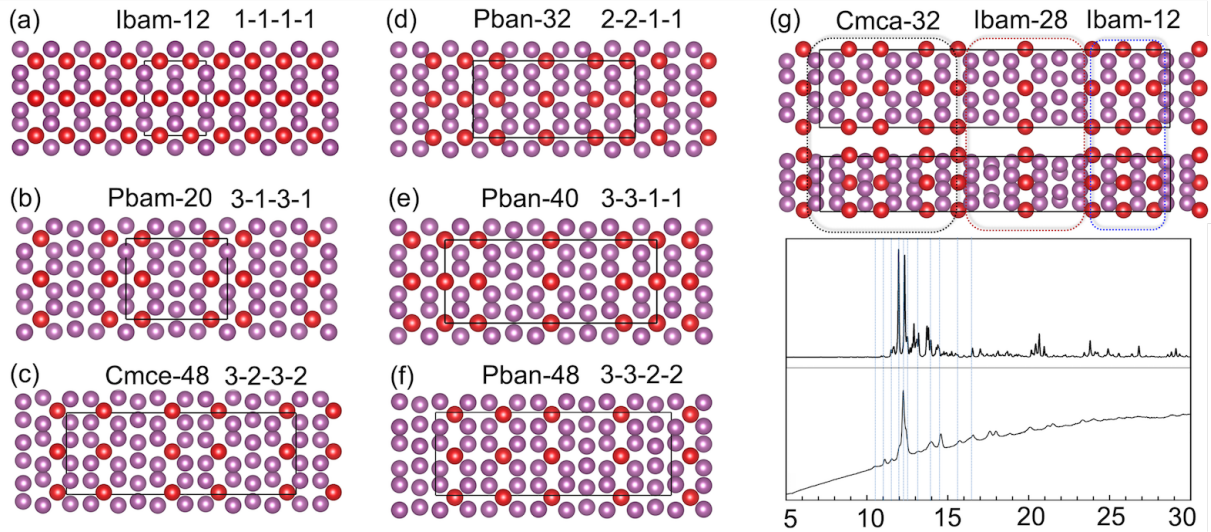 (a) Ibam-12 1-1-1-1
(b) Pbam-20 3-1-3-1
(c) Cmce-48 3-2-3-2
(d) Pban-32 2-2-1-1
(e) Pban-40 3-3-1-1
(f) Pban-48 3-3-2-2
(g) Cmca-32 Ibam-28 Ibam-12
5 10 15 20 25 30